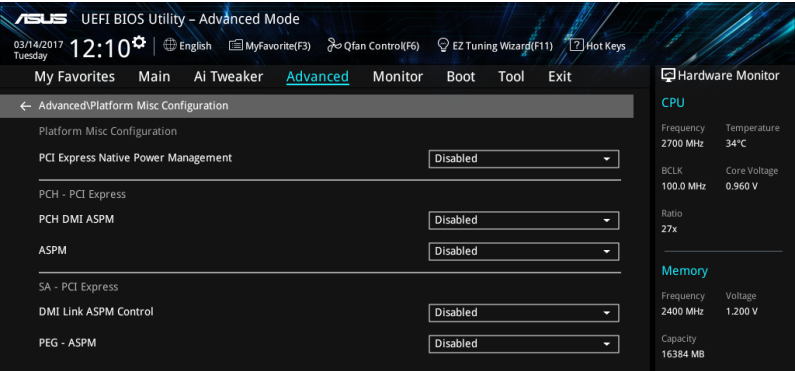 ASUS UEFI BIOS Utility – Advanced Mode
03/14/2017 Tuesday 12:10 English MyFavorite(F3) Qfan Control(F6) EZ Tuning Wizard(F11) ? Hot Keys
My Favorites Main Ai Tweaker Advanced Monitor Boot Tool Exit
← Advanced\Platform Misc Configuration
Platform Misc Configuration
PCI Express Native Power Management Disabled
PCH - PCI Express
PCH DMI ASPM Disabled
ASPM Disabled
SA - PCI Express
DMI Link ASPM Control Disabled
PEG - ASPM Disabled
Hardware Monitor
CPU
Frequency Temperature
2700 MHz 34°C
BCLK Core Voltage
100.0 MHz 0.960 V
Ratio
27x
Memory
Frequency Voltage
2400 MHz 1.200 V
Capacity
16384 MB